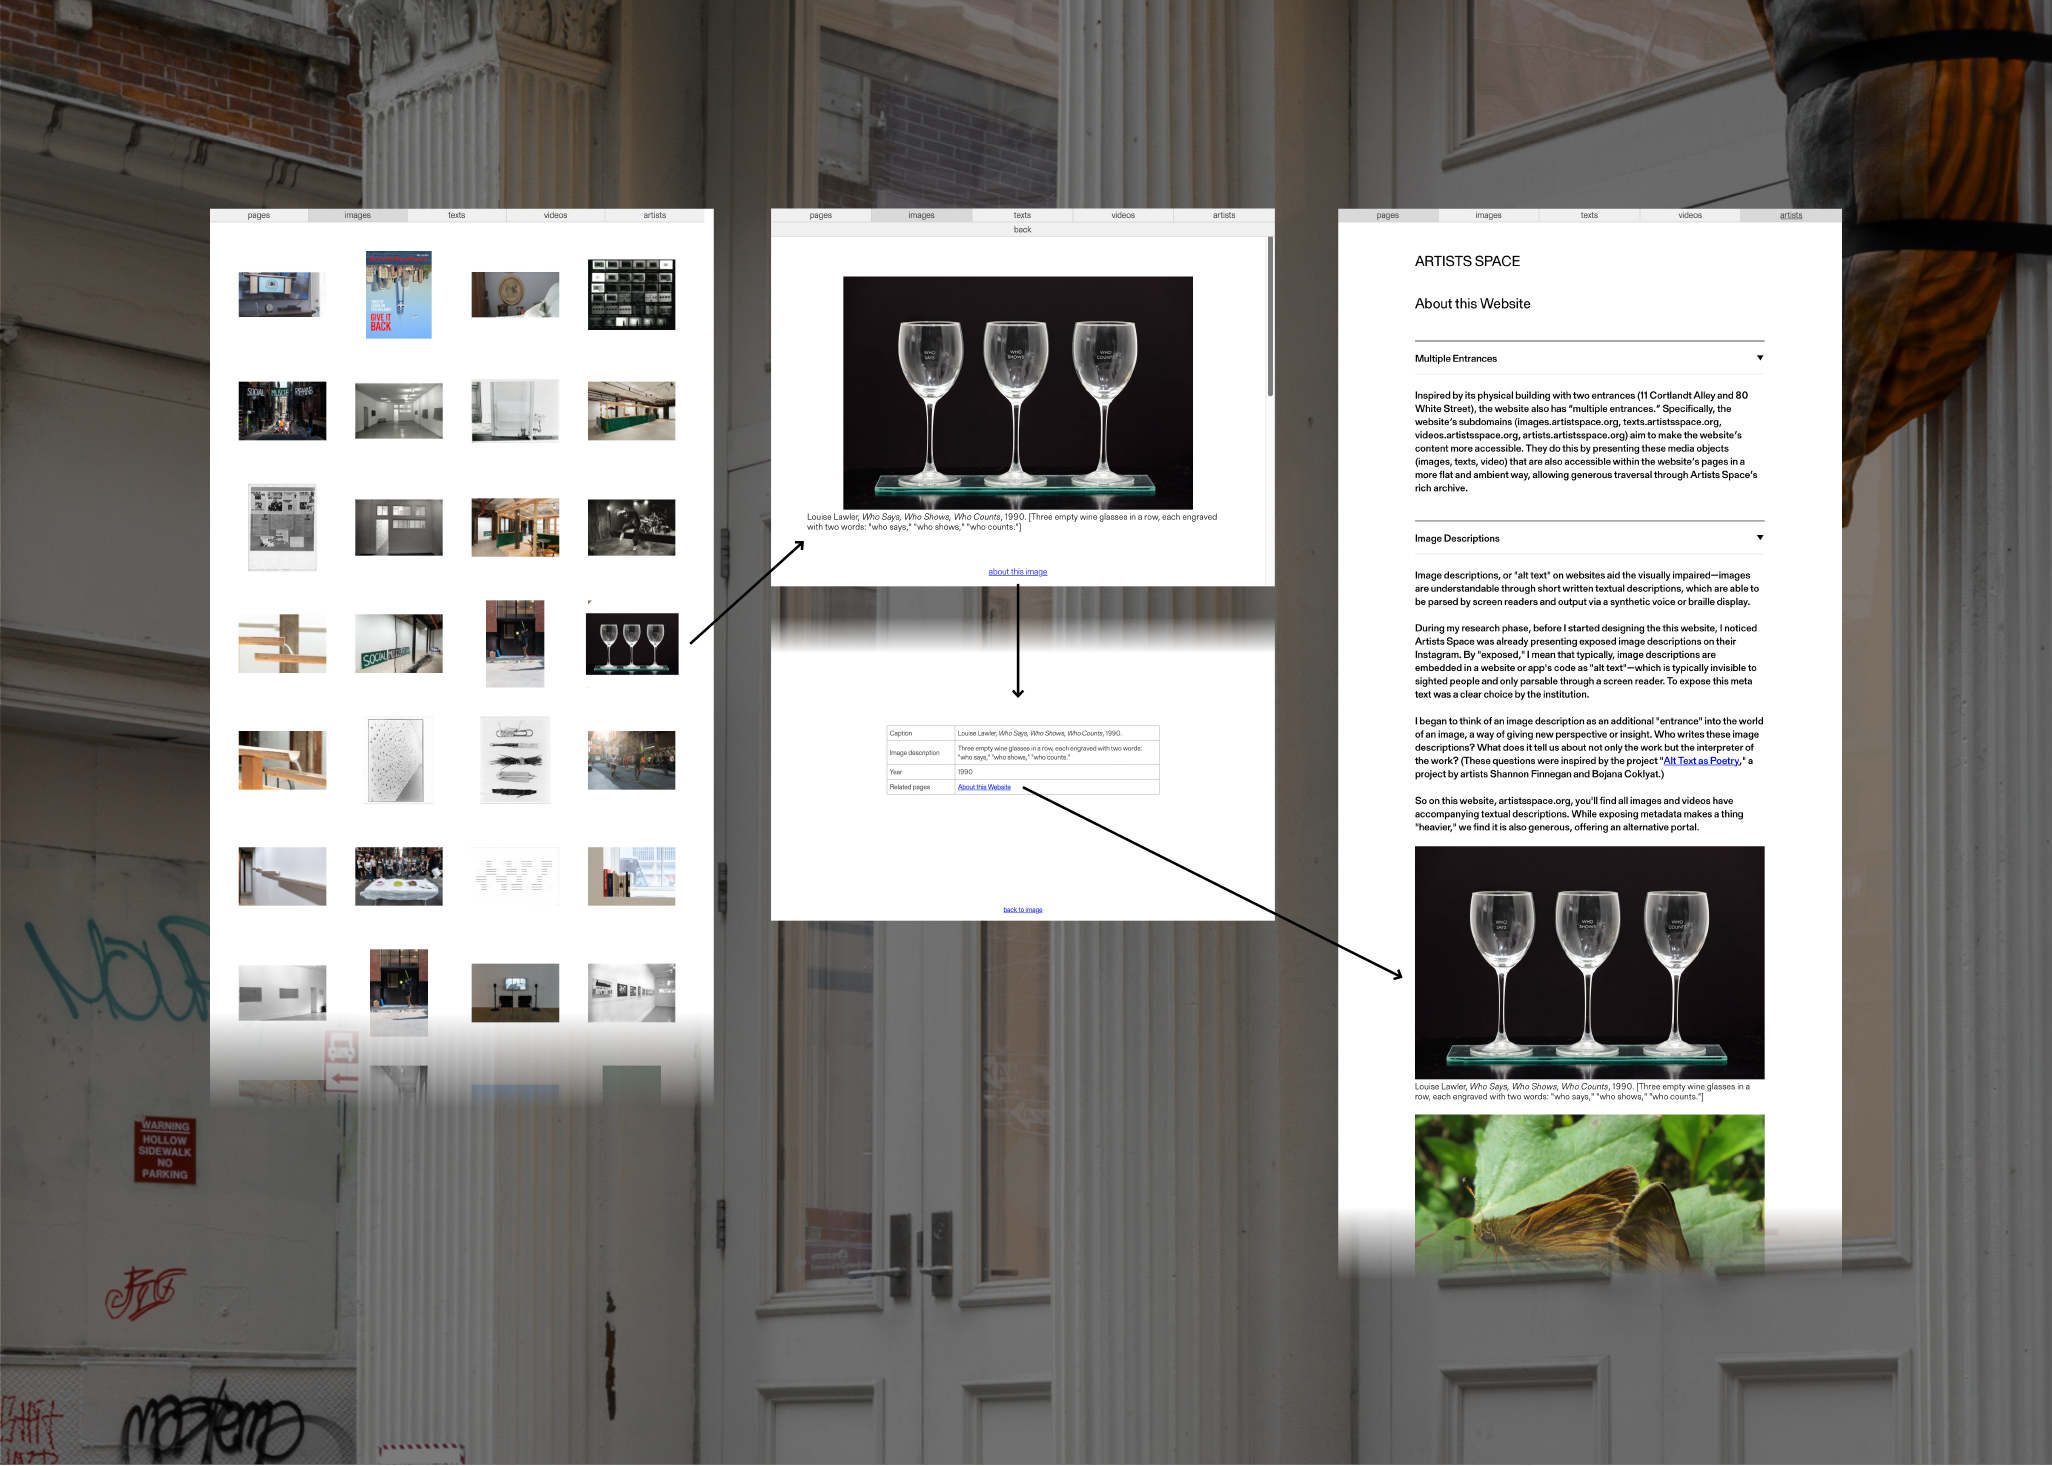 pages images texts videos artists
GIVE IT
BACK
SOCIAL MUSCLE REHAB
SOCIAL
pages images texts videos artists
back
WHO SAYS
WHO SHOWS
WHO COUNTS
Louise Lawler, Who Says, Who Shows, Who Counts, 1990. [Three empty wine glasses in a row, each engraved
with two words: "who says," "who shows," "who counts."]
about this image
Caption Louise Lawler, Who Says, Who Shows, Who Counts, 1990.
Image description Three empty wine glasses in a row, each engraved with two words:
"who says," "who shows," "who counts."
Year 1990
Related pages About this Website
back to image
pages images texts videos artists
ARTISTS SPACE
About this Website
Multiple Entrances ▼
Inspired by its physical building with two entrances (11 Cortlandt Alley and 80
White Street), the website also has “multiple entrances.” Specifically, the
website’s subdomains (images.artistspace.org, texts.artistsspace.org,
videos.artistsspace.org, artists.artistsspace.org) aim to make the website’s
content more accessible. They do this by presenting these media objects
(images, texts, video) that are also accessible within the website’s pages in a
more flat and ambient way, allowing generous traversal through Artists Space’s
rich archive.
Image Descriptions ▼
Image descriptions, or "alt text" on websites aid the visually impaired—images
are understandable through short written textual descriptions, which are able to
be parsed by screen readers and output via a synthetic voice or braille display.
During my research phase, before I started designing the this website, I noticed
Artists Space was already presenting exposed image descriptions on their
Instagram. By "exposed," I mean that typically, image descriptions are
embedded in a website or app's code as "alt text"—which is typically invisible to
sighted people and only parsable through a screen reader. To expose this meta
text was a clear choice by the institution.
I began to think of an image description as an additional "entrance" into the world
of an image, a way of giving new perspective or insight. Who writes these image
descriptions? What does it tell us about not only the work but the interpreter of
the work? (These questions were inspired by the project "Alt Text as Poetry," a
project by artists Shannon Finnegan and Bojana Coklyat.)
So on this website, artistsspace.org, you'll find all images and videos have
accompanying textual descriptions. While exposing metadata makes a thing
"heavier," we find it is also generous, offering an alternative portal.
WHO SAYS
WHO SHOWS
WHO COUNTS
Louise Lawler, Who Says, Who Shows, Who Counts, 1990. [Three empty wine glasses in a
row, each engraved with two words: "who says," "who shows," "who counts."]
WARNING
HOLLOW
SIDEWALK
NO
PARKING